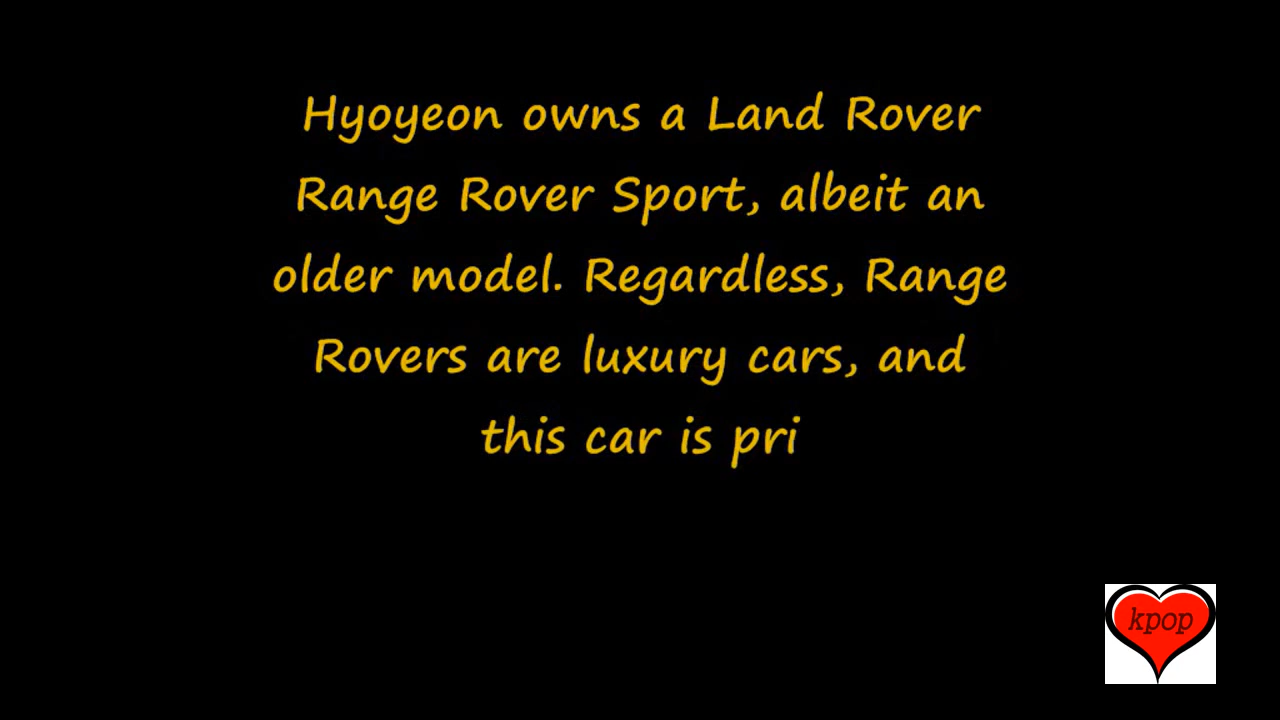 Hyoyeon owns a Land Rover
Range Rover Sport, albeit an
older model. Regardless, Range
Rovers are luxury cars, and
this car is pri
kpop